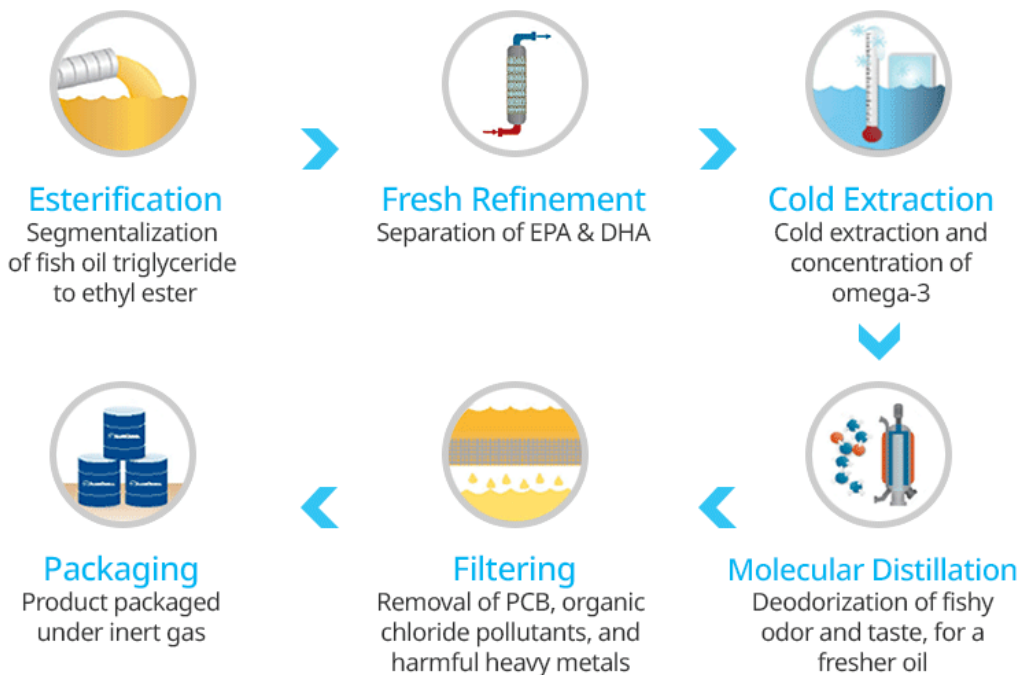 Esterification
Segmentalization
of fish oil triglyceride
to ethyl ester
Fresh Refinement
Separation of EPA & DHA
Cold Extraction
Cold extraction and
concentration of
omega-3
Molecular Distillation
Deodorization of fishy
odor and taste, for a
fresher oil
Filtering
Removal of PCB, organic
chloride pollutants, and
harmful heavy metals
Packaging
Product packaged
under inert gas